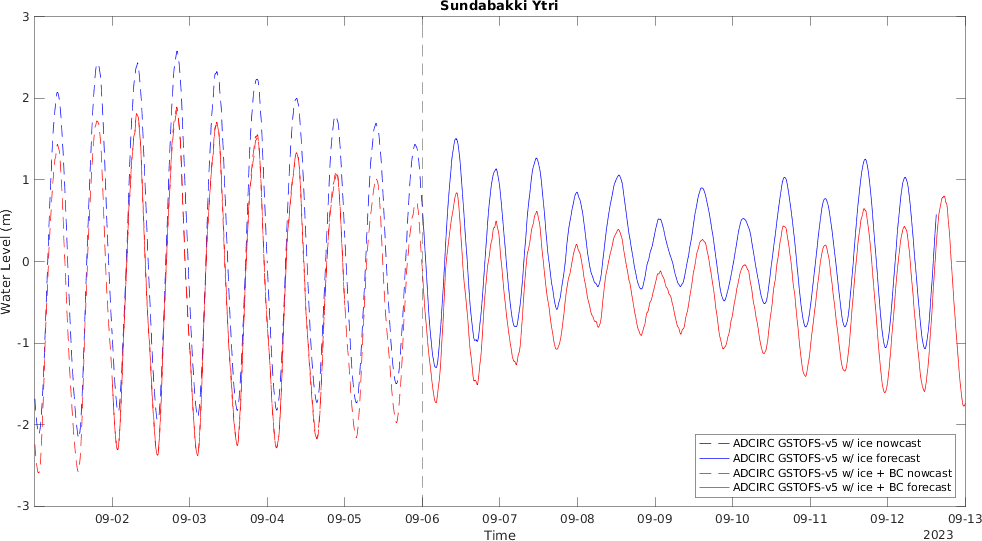 Sundabakki Ytri
Water Level (m)
3
2
1
0
-1
-2
-3
ADCIRC GSTOFS-v5 w/ ice nowcast
ADCIRC GSTOFS-v5 w/ ice forecast
ADCIRC GSTOFS-v5 w/ ice + BC nowcast
ADCIRC GSTOFS-v5 w/ ice + BC forecast
09-02 09-03 09-04 09-05 09-06 09-07 09-08 09-09 09-10 09-11 09-12 09-13
Time
2023